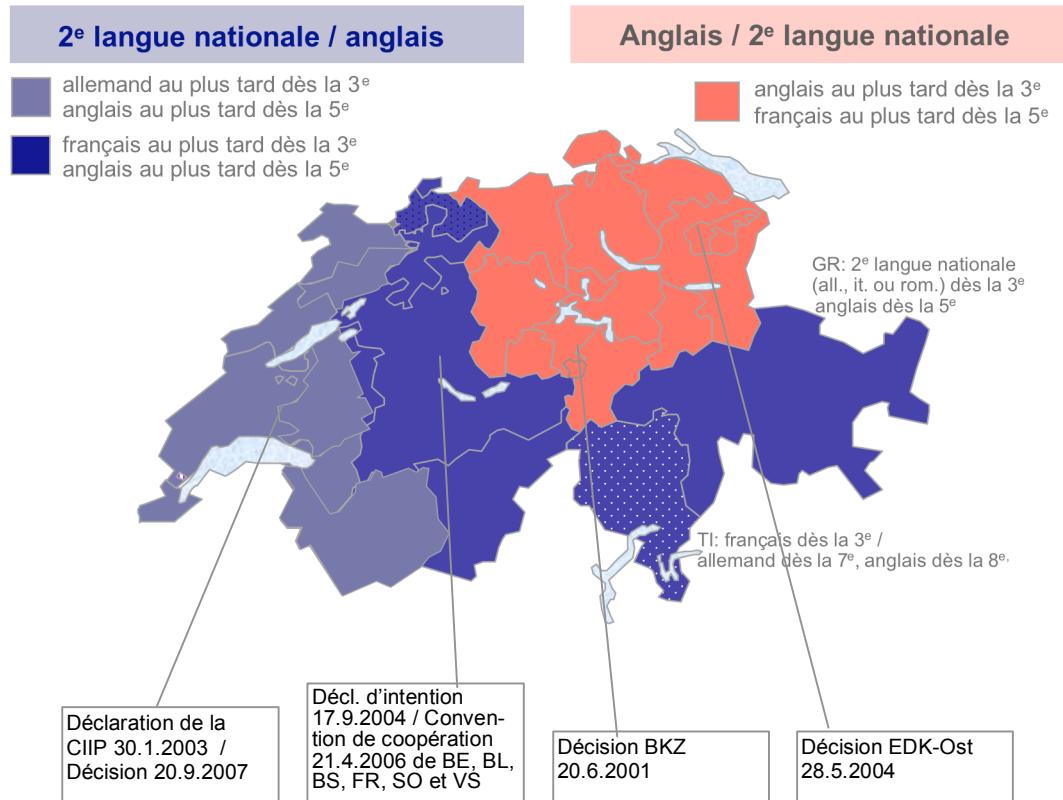 2e langue nationale / anglais
Anglais / 2e langue nationale
allemand au plus tard dès la 3e
anglais au plus tard dès la 5e
français au plus tard dès la 3e
anglais au plus tard dès la 5e
anglais au plus tard dès la 3e
français au plus tard dès la 5e
GR: 2e langue nationale
(all., it. ou rom.) dès la 3e
anglais dès la 5e
TI: français dès la 3e /
allemand dès la 7e, anglais dès la 8e.
Déclaration de la
CIIP 30.1.2003 /
Décision 20.9.2007
Décl. d'intention
17.9.2004 / Conven-
tion de coopération
21.4.2006 de BE, BL,
BS, FR, SO et VS
Décision BKZ
20.6.2001
Décision EDK-Ost
28.5.2004